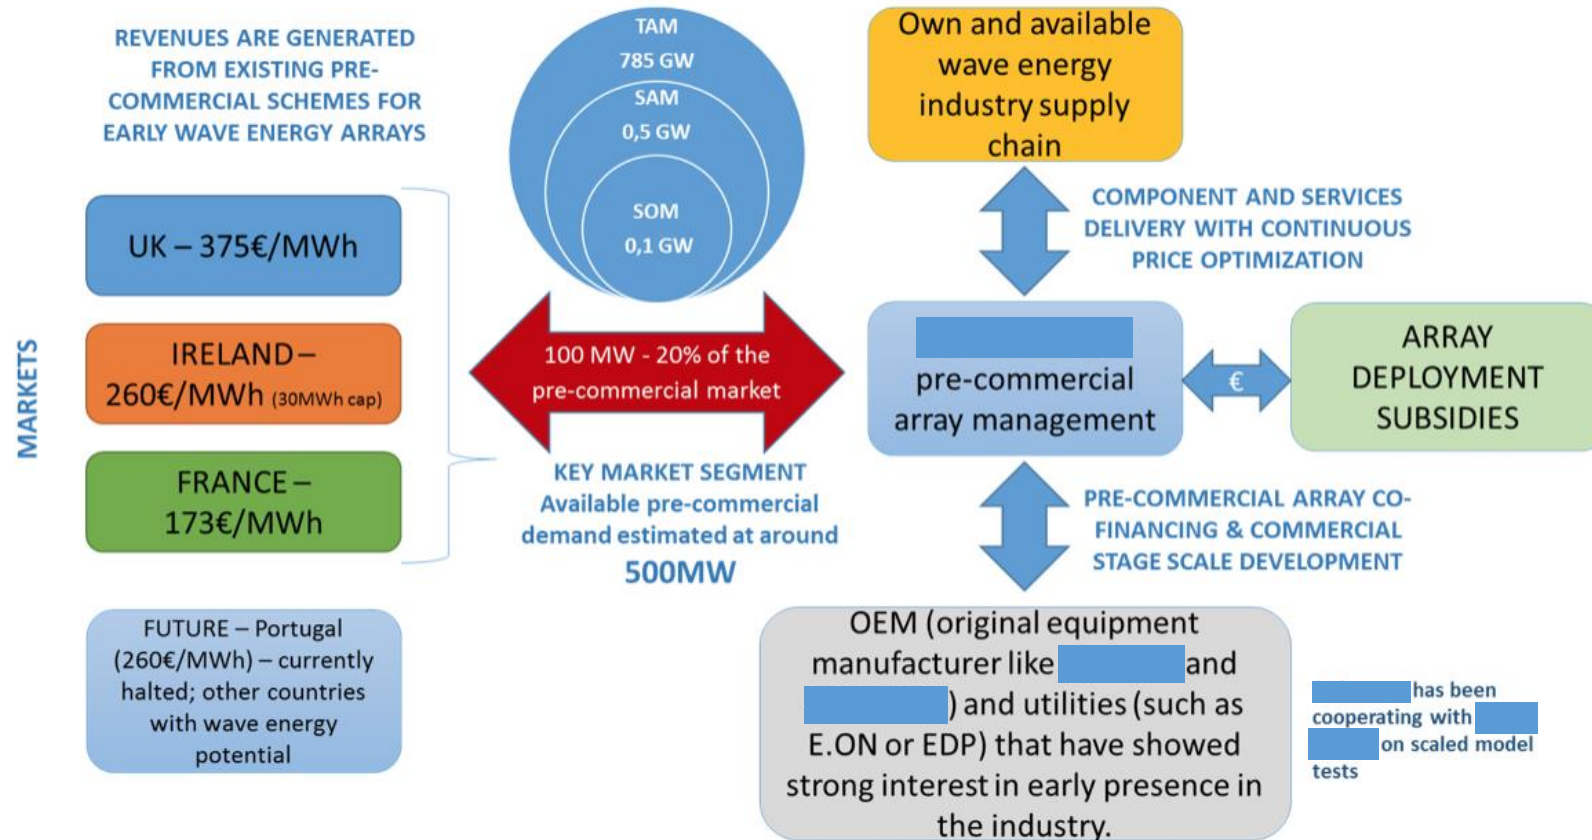 REVENUES ARE GENERATED
FROM EXISTING PRE-
COMMERCIAL SCHEMES FOR
EARLY WAVE ENERGY ARRAYS
MARKETS
UK – 375€/MWh
IRELAND –
260€/MWh (30MWh cap)
FRANCE –
173€/MWh
FUTURE – Portugal
(260€/MWh) – currently
halted; other countries
with wave energy
potential
TAM
785 GW
SAM
0,5 GW
SOM
0,1 GW
100 MW - 20% of the
pre-commercial market
KEY MARKET SEGMENT
Available pre-commercial
demand estimated at around
500MW
Own and available
wave energy
industry supply
chain
COMPONENT AND SERVICES
DELIVERY WITH CONTINUOUS
PRICE OPTIMIZATION
pre-commercial
array management
€
ARRAY
DEPLOYMENT
SUBSIDIES
PRE-COMMERCIAL ARRAY CO-
FINANCING & COMMERCIAL
STAGE SCALE DEVELOPMENT
OEM (original equipment
manufacturer like and
) and utilities (such as
E.ON or EDP) that have showed
strong interest in early presence in
the industry.
has been
cooperating with
on scaled model
tests